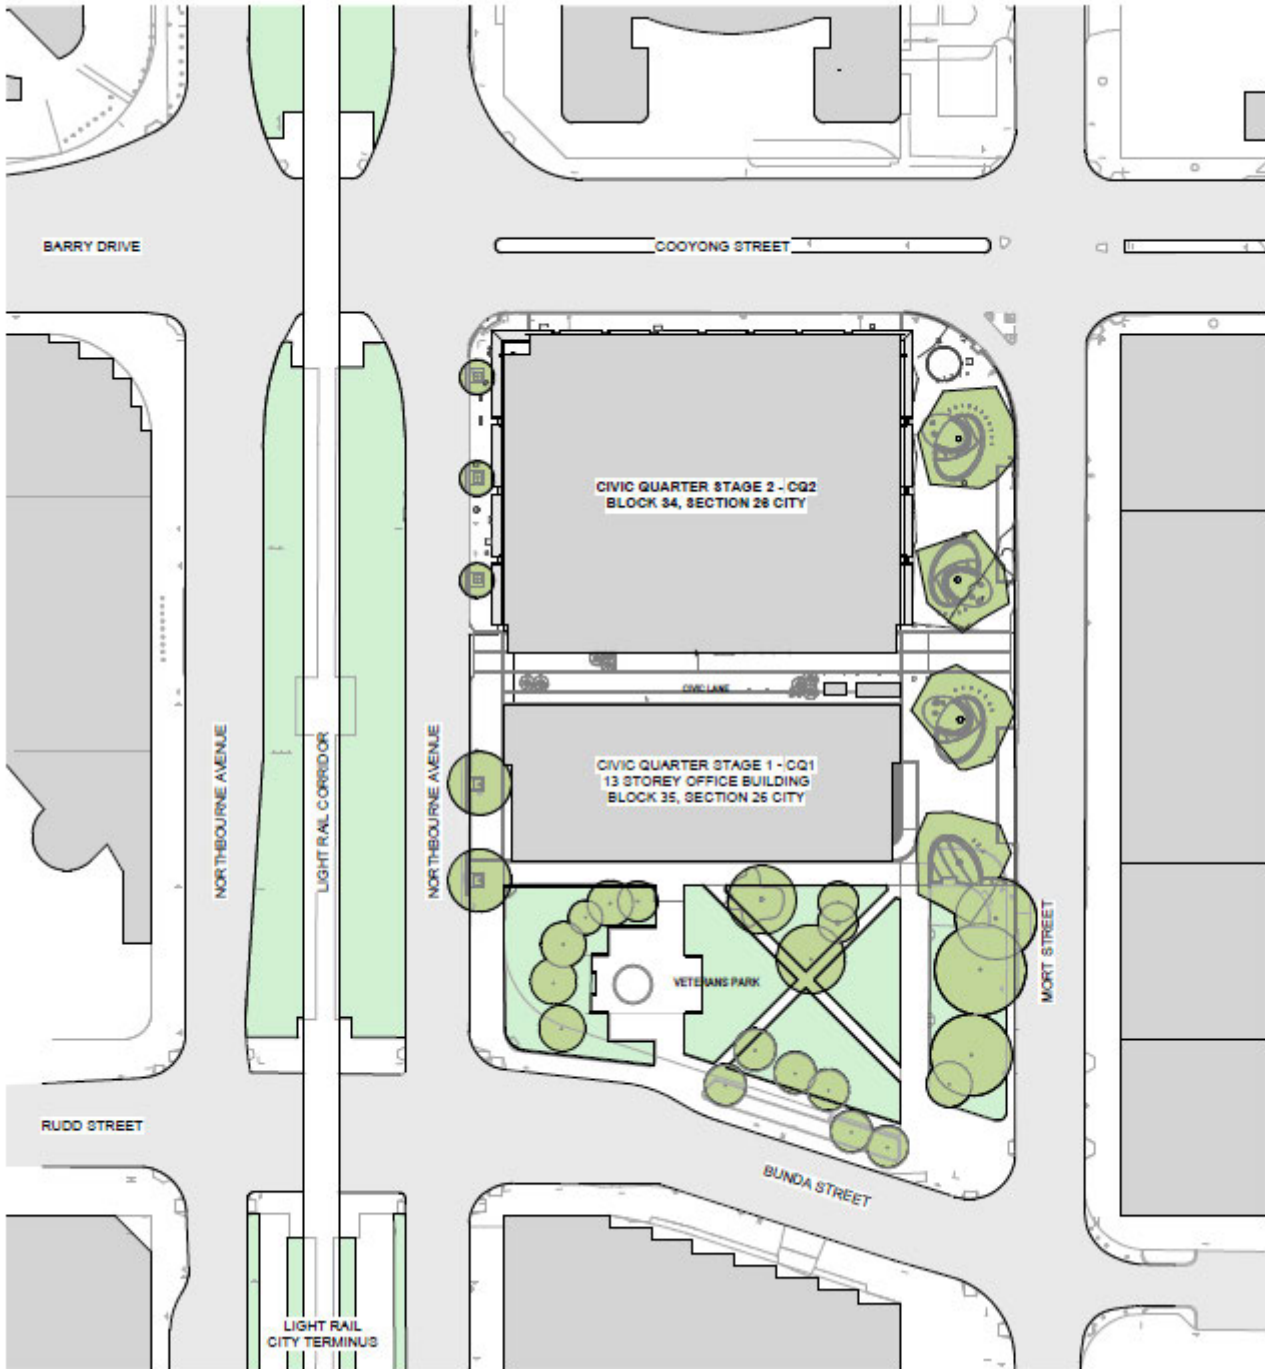 BARRY DRIVE
COOYONG STREET
CIVIC QUARTER STAGE 2 - CQ2
BLOCK 34, SECTION 26 CITY
CIVIC LANE
CIVIC QUARTER STAGE 1 - CQ1
13 STOREY OFFICE BUILDING
BLOCK 35, SECTION 26 CITY
NORTHBOURNE AVENUE
LIGHT RAIL CORRIDOR
NORTHBOURNE AVENUE
MORT STREET
VETERANS PARK
RUDD STREET
BUNDA STREET
LIGHT RAIL
CITY TERMINUS